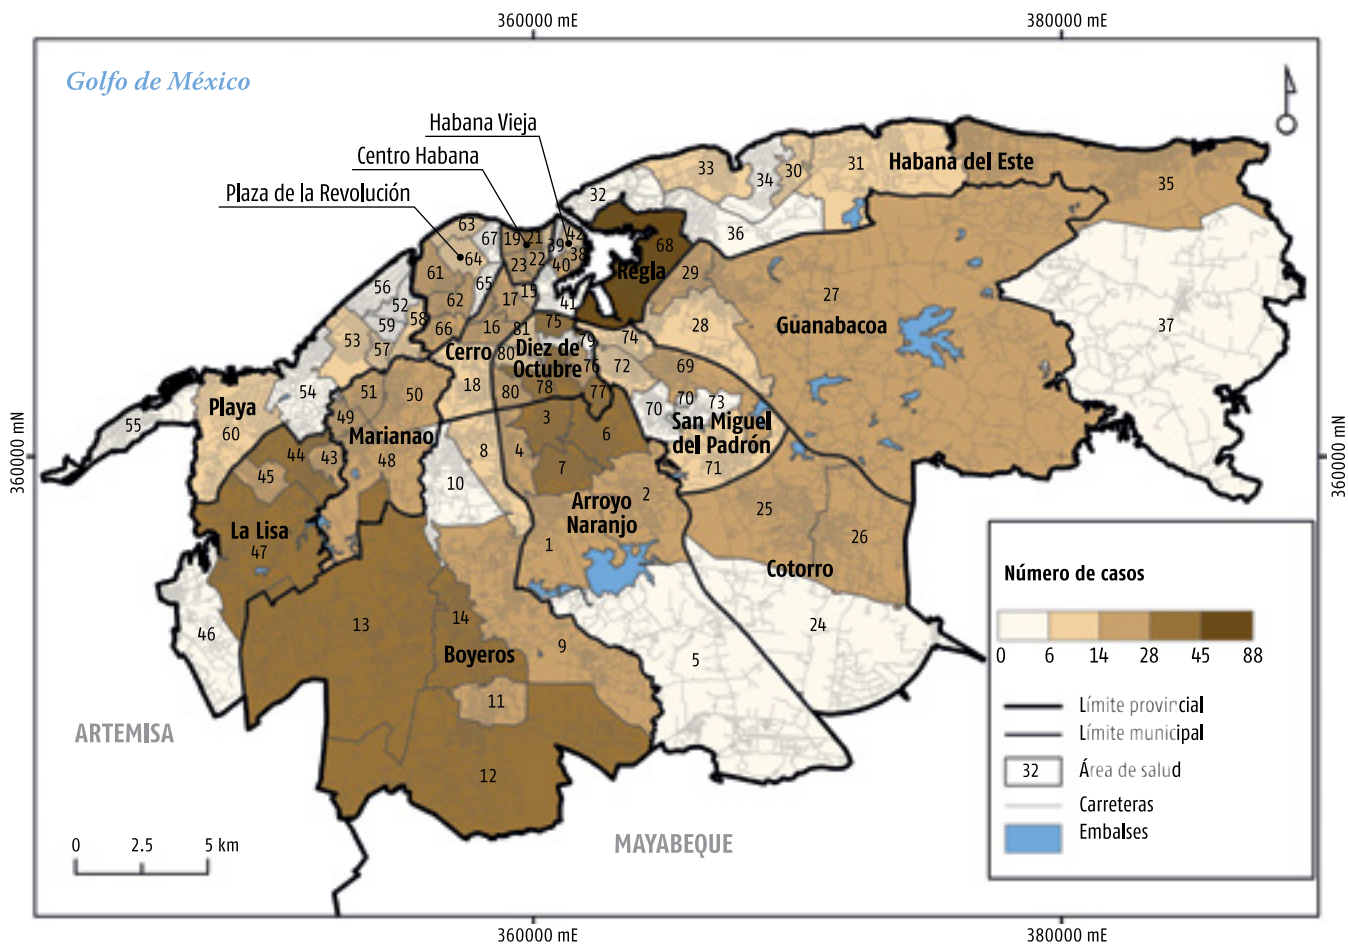 360000 mE
380000 mE
Golfo de México
Habana Vieja
Centro Habana
Plaza de la Revolución
33
34
30
31
Habana del Este
35
32
36
63
67
19
21
42
39
38
68
64
61
23
22
40
Regla
29
27
56
65
15
41
62
17
52
58
59
66
16
81
75
28
Guanabacoa
37
53
57
Cerro
80
Diez de
Octubre
79
74
76
72
69
54
51
50
18
80
78
77
70
70
73
Playa
55
60
49
Marianao
3
6
San Miguel
del Padrón
44
43
48
8
4
7
71
45
10
2
Arroyo
Naranjo
25
26
La Lisa
47
1
Cotorro
46
13
14
9
24
Boyeros
5
11
12
ARTEMISA
MAYABEQUE
360000 mN
360000 mN
Número de casos
0 6 14 28 45 88
Límite provincial
Límite municipal
32 Área de salud
Carreteras
Embalses
0 2.5 5 km
360000 mE
380000 mE